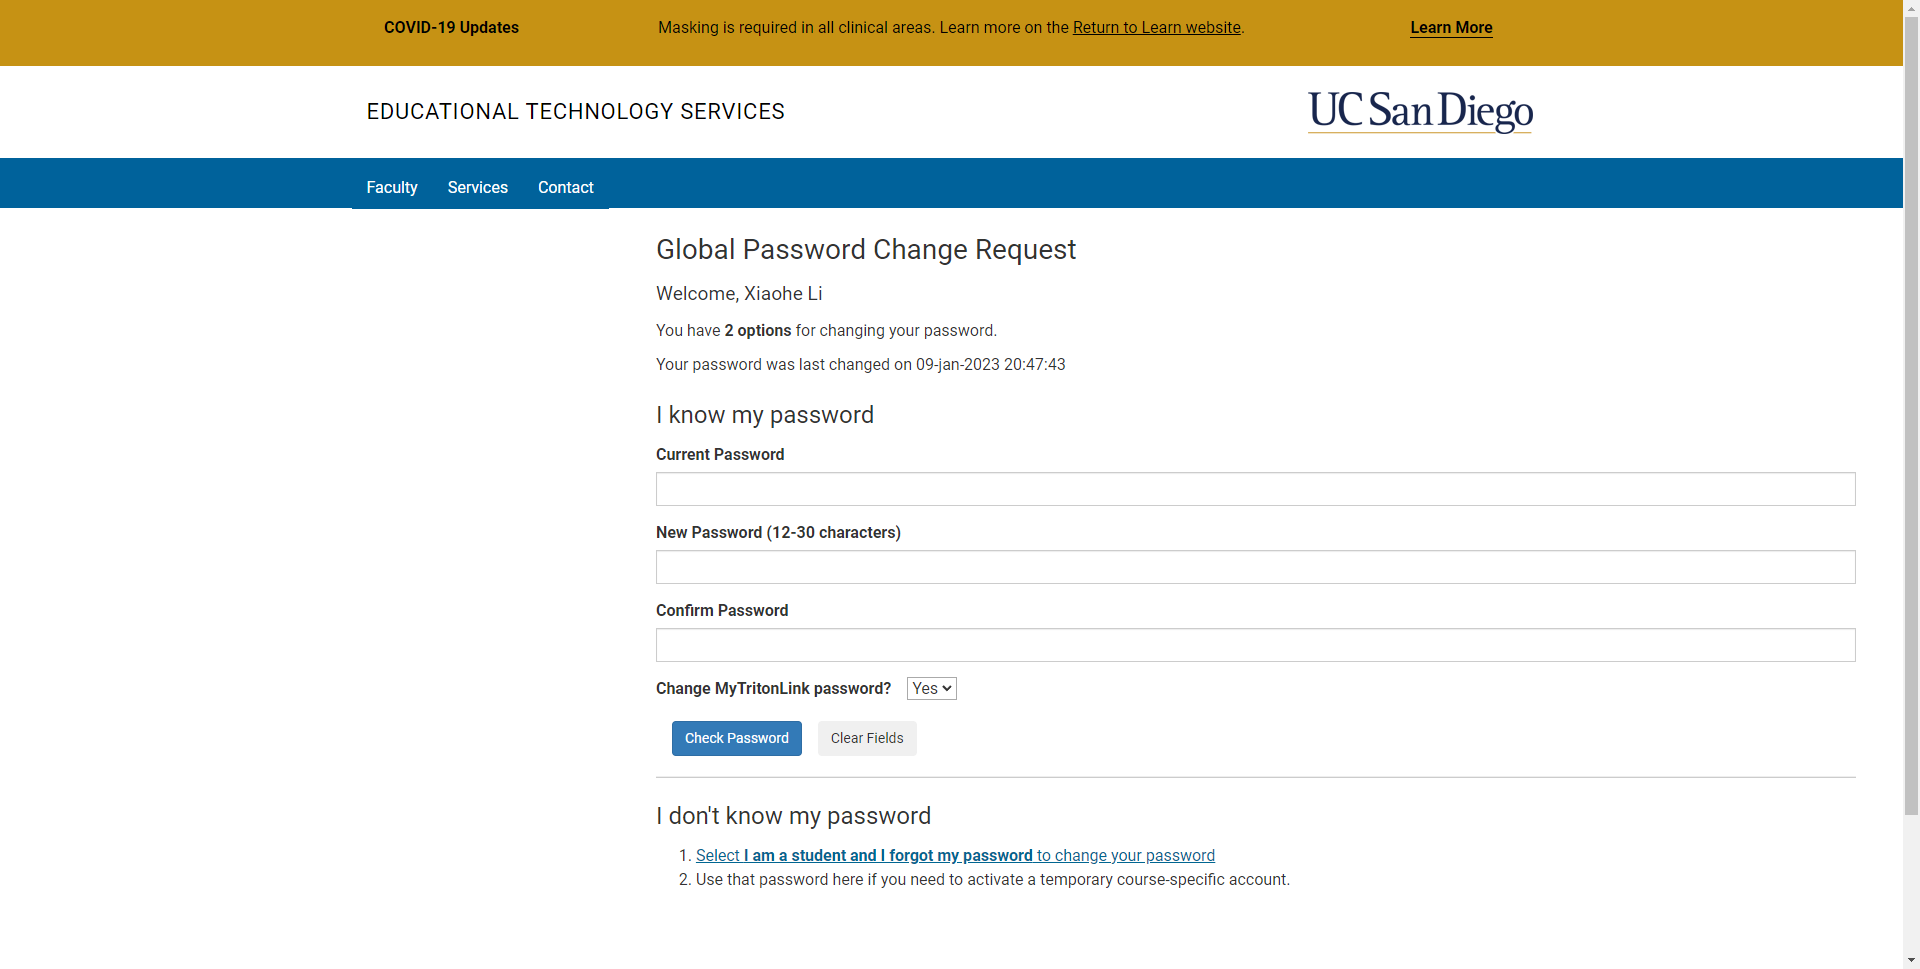 COVID-19 Updates
Masking is required in all clinical areas. Learn more on the Return to Learn website.
Learn More
EDUCATIONAL TECHNOLOGY SERVICES
UC San Diego
Faculty Services Contact
Global Password Change Request
Welcome, Xiaohe Li
You have 2 options for changing your password.
Your password was last changed on 09-jan-2023 20:47:43
I know my password
Current Password
New Password (12-30 characters)
Confirm Password
Change MyTritonLink password? Yes
Check Password Clear Fields
I don't know my password
1. Select I am a student and I forgot my password to change your password
2. Use that password here if you need to activate a temporary course-specific account.